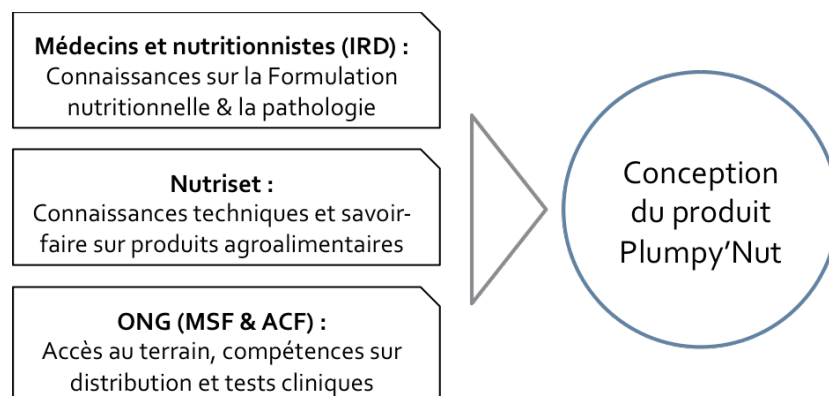 Médecins et nutritionnistes (IRD) :
Connaissances sur la Formation
nutritionnelle & la pathologie
Nutriset :
Connaissances techniques et savoir-
faire sur produits agroalimentaires
ONG (MSF & ACF) :
Accès au terrain, compétences sur
distribution et tests cliniques
Conception
du produit
Plumpy’Nut